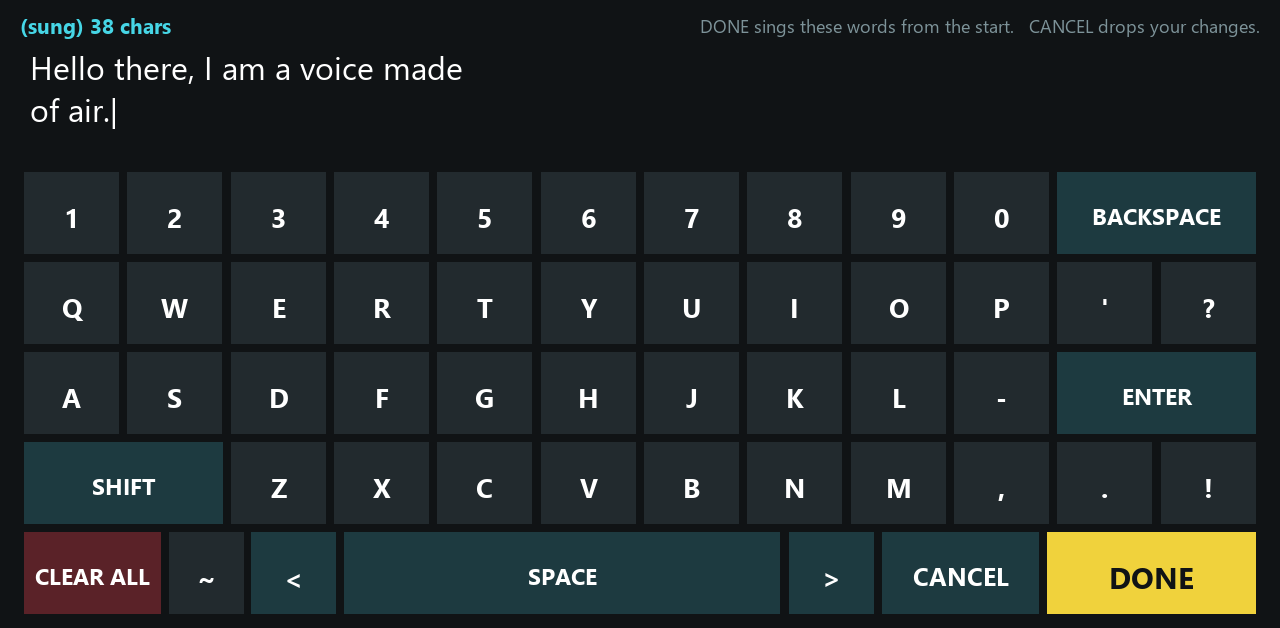 (sung) 38 chars
DONE sings these words from the start. CANCEL drops your changes.
Hello there, I am a voice made
of air.
1 2 3 4 5 6 7 8 9 0 BACKSPACE
Q W E R T Y U I O P ' ?
A S D F G H J K L - ENTER
SHIFT Z X C V B N M , . !
CLEAR ALL ~ < SPACE > CANCEL DONE